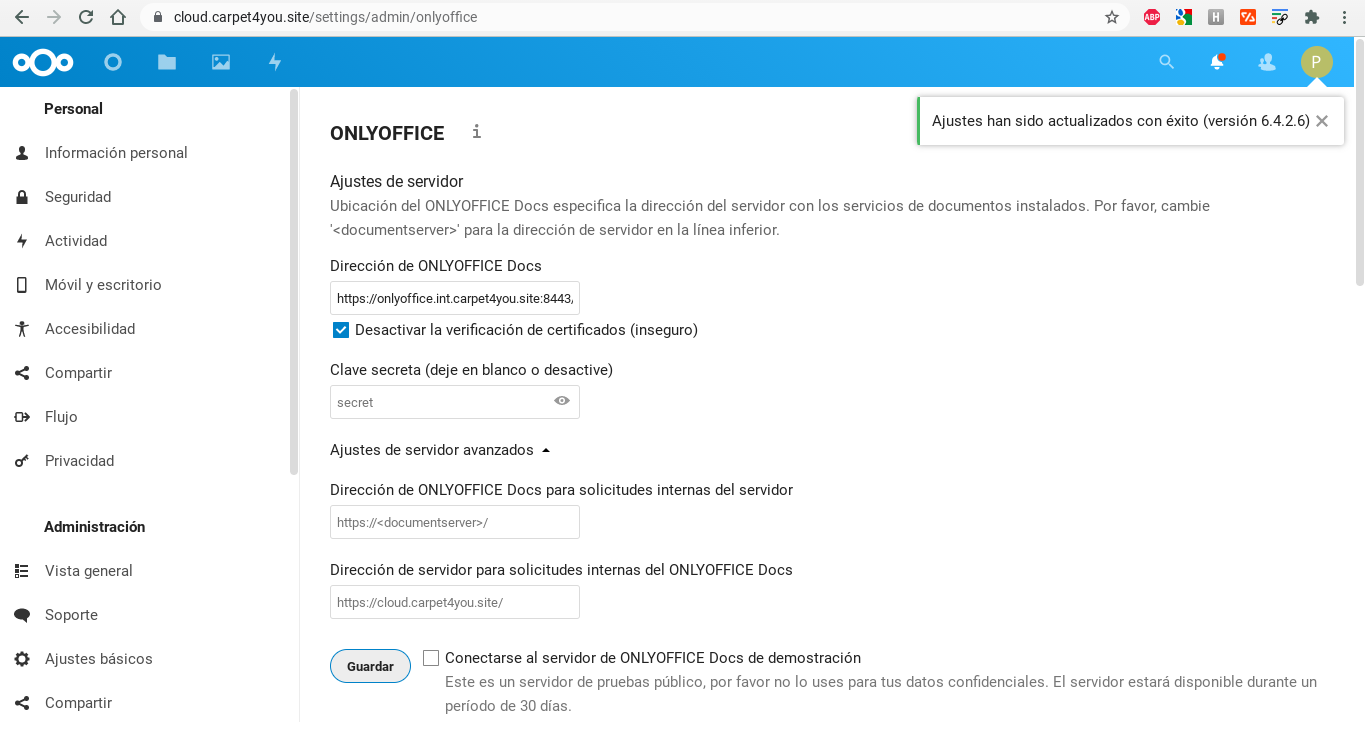 cloud.carpet4you.site/settings/admin/onlyoffice
ABP
H
P
Personal
Información personal
Seguridad
Actividad
Móvil y escritorio
Accesibilidad
Compartir
Flujo
Privacidad
Administración
Vista general
Soporte
Ajustes básicos
Compartir
Ajustes han sido actualizados con éxito (versión 6.4.2.6)
ONLYOFFICE
Ajustes de servidor
Ubicación del ONLYOFFICE Docs especifica la dirección del servidor con los servicios de documentos instalados. Por favor, cambie
'<documentserver>' para la dirección de servidor en la línea inferior.
Dirección de ONLYOFFICE Docs
https://onlyoffice.int.carpet4you.site:8443/
Desactivar la verificación de certificados (inseguro)
Clave secreta (deje en blanco o desactive)
secret
Ajustes de servidor avanzados
Dirección de ONLYOFFICE Docs para solicitudes internas del servidor
https://<documentserver>/
Dirección de servidor para solicitudes internas del ONLYOFFICE Docs
https://cloud.carpet4you.site/
Guardar
Conectarse al servidor de ONLYOFFICE Docs de demostración
Este es un servidor de pruebas público, por favor no lo uses para tus datos confidenciales. El servidor estará disponible durante un
período de 30 días.